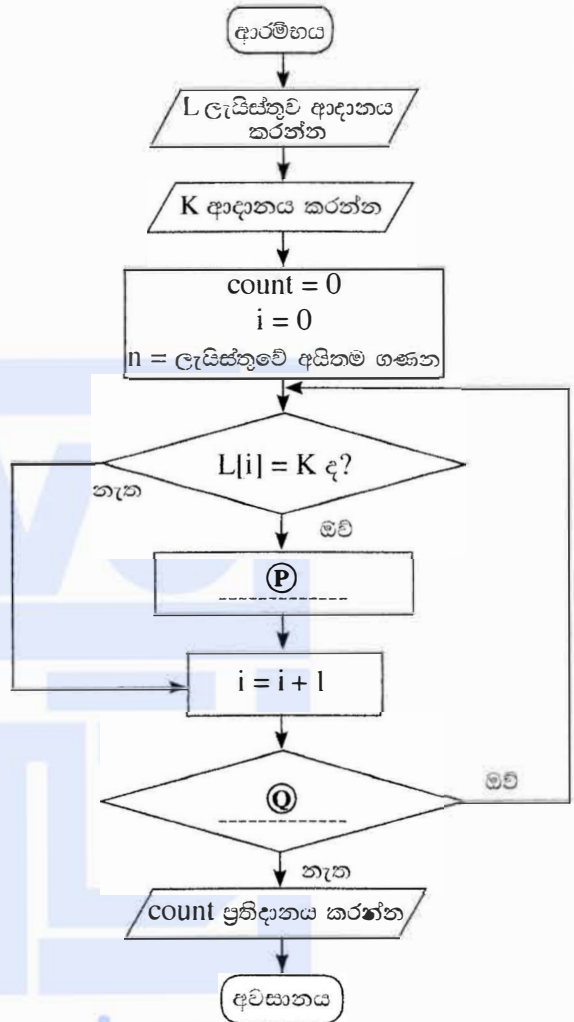 ආරම්භය
L ලැයිස්තුව ආදානය
කරන්න
K ආදානය කරන්න
count = 0
i = 0
n = ලැයිස්තුවේ අයිතම ගණන
L[i] = K ද?
නැත
ඔව්
Ⓟ
i = i + 1
Ⓠ
ඔව්
නැත
count ප්‍රතිදානය කරන්න
අවසානය